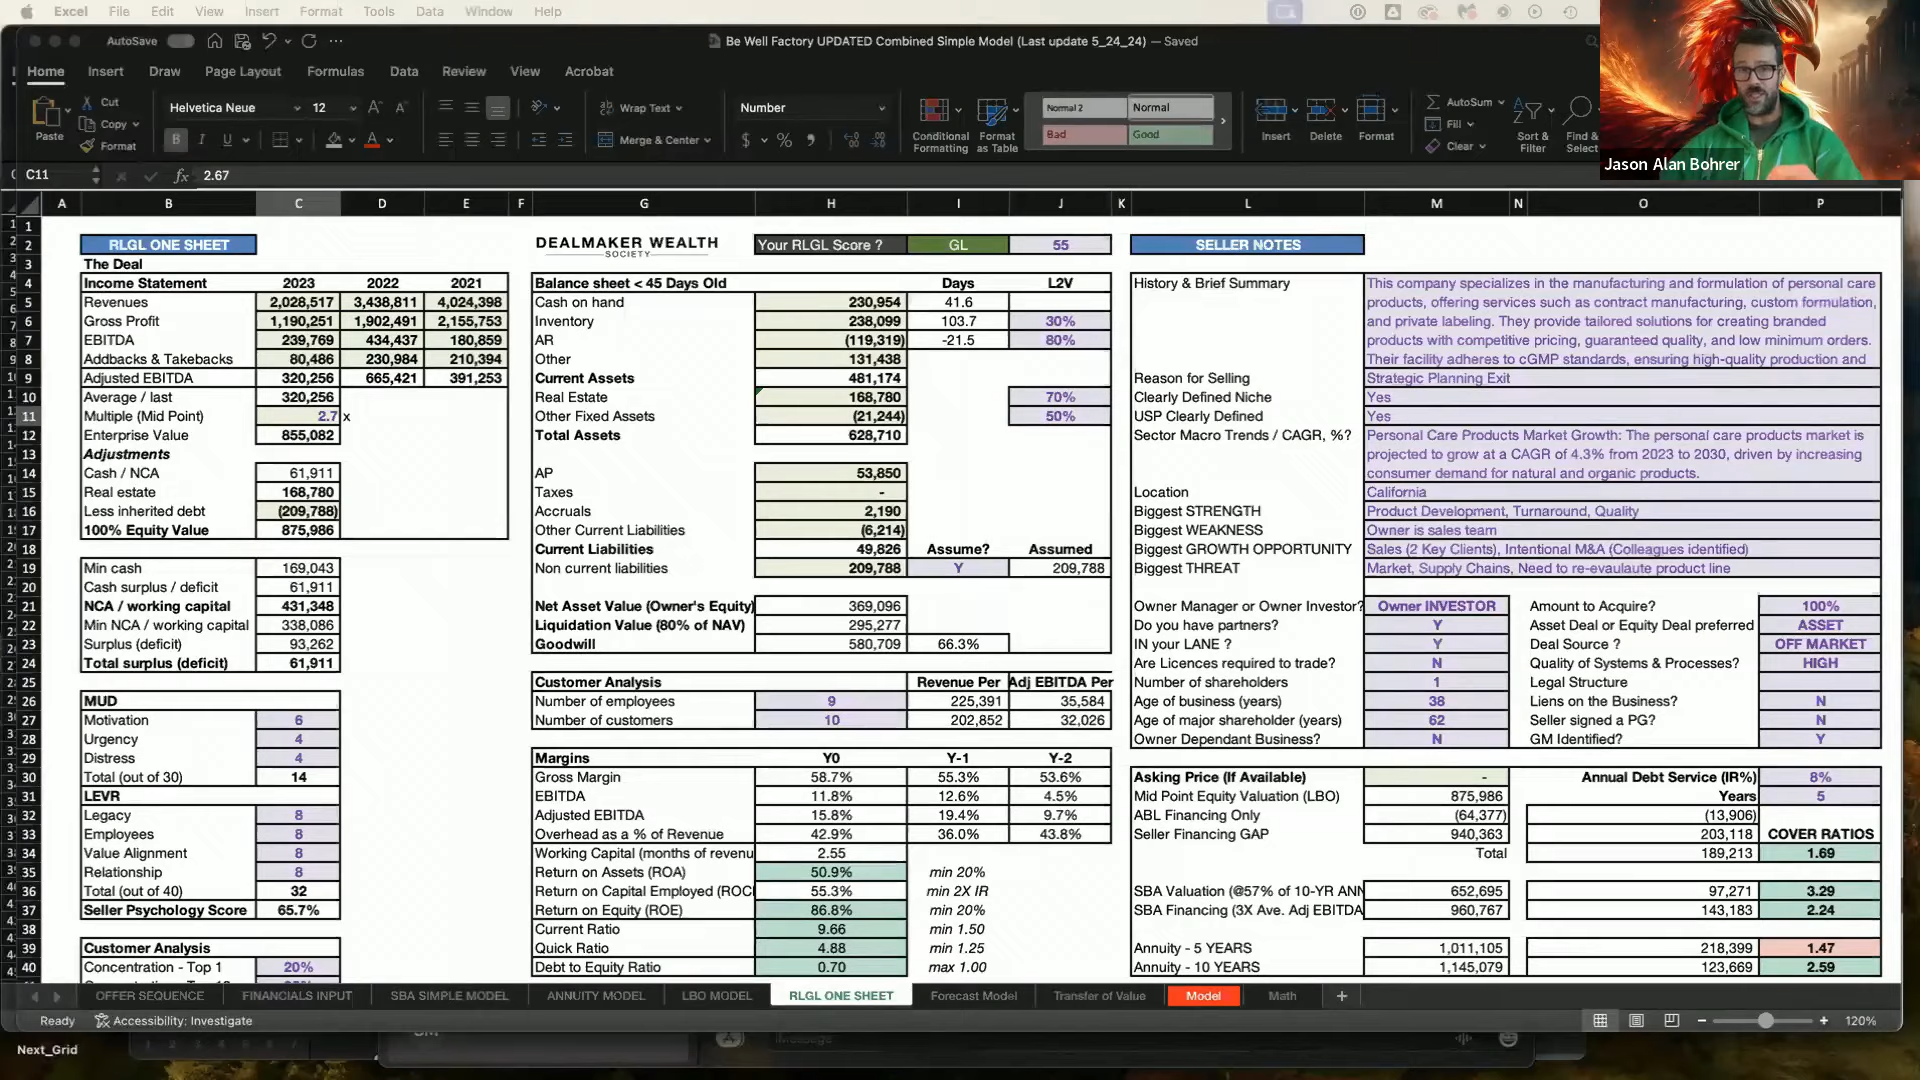 Excel File Edit View Insert Format Tools Data Window Help
AutoSave Be Well Factory UPDATED Combined Simple Model (Last update 5_24_24) — Saved
Home Insert Draw Page Layout Formulas Data Review View Acrobat
Paste Cut Copy Format Helvetica Neue 12 Wrap Text Merge & Center Number Conditional Formatting Format as Table Normal 2 Normal Bad Good Insert Delete Format AutoSum Fill Clear Sort & Filter Find & Select
Jason Alan Bohrer
C11 fx 2.67
A B C D E F G H I J K L M N O P
RLGL ONE SHEET DEALMAKER WEALTH SOCIETY Your RLGL Score ? GL 55 SELLER NOTES
The Deal
Income Statement 2023 2022 2021 Balance sheet < 45 Days Old Days L2V History & Brief Summary This company specializes in the manufacturing and formulation of personal care
Revenues 2,028,517 3,438,811 4,024,398 Cash on hand 230,954 41.6 products, offering services such as contract manufacturing, custom formulation,
Gross Profit 1,190,251 1,902,491 2,155,753 Inventory 238,099 103.7 30% and private labeling. They provide tailored solutions for creating branded
EBITDA 239,769 434,437 180,859 AR (119,319) -21.5 80% products with competitive pricing, guaranteed quality, and low minimum orders.
Addbacks & Takebacks 80,486 230,984 210,394 Other 131,438 Their facility adheres to cGMP standards, ensuring high-quality production and
Adjusted EBITDA 320,256 665,421 391,253 Current Assets 481,174 Reason for Selling Strategic Planning Exit
Average / last 320,256 Real Estate 168,780 70% Clearly Defined Niche Yes
Multiple (Mid Point) 2.7 x Other Fixed Assets (21,244) 50% USP Clearly Defined Yes
Enterprise Value 855,082 Total Assets 628,710 Sector Macro Trends / CAGR, %? Personal Care Products Market Growth: The personal care products market is
Adjustments projected to grow at a CAGR of 4.3% from 2023 to 2030, driven by increasing
Cash / NCA 61,911 AP 53,850 consumer demand for natural and organic products.
Real estate 168,780 Taxes - Location California
Less inherited debt (209,788) Accruals 2,190 Biggest STRENGTH Product Development, Turnaround, Quality
100% Equity Value 875,986 Other Current Liabilities (6,214) Biggest WEAKNESS Owner is sales team
Current Liabilities 49,826 Assume? Assumed Biggest GROWTH OPPORTUNITY Sales (2 Key Clients), Intentional M&A (Colleagues identified)
Min cash 169,043 Non current liabilities 209,788 Y 209,788 Biggest THREAT Market, Supply Chains, Need to re-evaulaute product line
Cash surplus / deficit 61,911
NCA / working capital 431,348 Net Asset Value (Owner's Equity) 369,096 Owner Manager or Owner Investor? Owner INVESTOR Amount to Acquire? 100%
Min NCA / working capital 338,086 Liquidation Value (80% of NAV) 295,277 Do you have partners? Y Asset Deal or Equity Deal preferred ASSET
Surplus (deficit) 93,262 Goodwill 580,709 66.3% IN your LANE ? Y Deal Source ? OFF MARKET
Total surplus (deficit) 61,911 Are Licences required to trade? N Quality of Systems & Processes? HIGH
Customer Analysis Revenue Per Adj EBITDA Per Number of shareholders 1 Legal Structure
MUD Number of employees 9 225,391 35,584 Age of business (years) 38 Liens on the Business? N
Motivation 6 Number of customers 10 202,852 32,026 Age of major shareholder (years) 62 Seller signed a PG? N
Urgency 4 Owner Dependant Business? N GM Identified? Y
Distress 4 Margins Y0 Y-1 Y-2
Total (out of 30) 14 Gross Margin 58.7% 55.3% 53.6% Asking Price (If Available) - Annual Debt Service (IR%) 8%
LEVR EBITDA 11.8% 12.6% 4.5% Mid Point Equity Valuation (LBO) 875,986 Years 5
Legacy 8 Adjusted EBITDA 15.8% 19.4% 9.7% ABL Financing Only (64,377) (13,906)
Employees 8 Overhead as a % of Revenue 42.9% 36.0% 43.8% Seller Financing GAP 940,363 203,118 COVER RATIOS
Value Alignment 8 Working Capital (months of revenu 2.55 Total 189,213 1.69
Relationship 8 Return on Assets (ROA) 50.9% min 20%
Total (out of 40) 32 Return on Capital Employed (ROCI 55.3% min 2X IR SBA Valuation (@57% of 10-YR ANN 652,695 97,271 3.29
Seller Psychology Score 65.7% Return on Equity (ROE) 86.8% min 20% SBA Financing (3X Ave. Adj EBITDA 960,767 143,183 2.24
Current Ratio 9.66 min 1.50
Customer Analysis Quick Ratio 4.88 min 1.25 Annuity - 5 YEARS 1,011,105 218,399 1.47
Concentration - Top 1 20% Debt to Equity Ratio 0.70 max 1.00 Annuity - 10 YEARS 1,145,079 123,669 2.59
OFFER SEQUENCE FINANCIALS INPUT SBA SIMPLE MODEL ANNUITY MODEL LBO MODEL RLGL ONE SHEET Forecast Model Transfer of Value Model Math +
Ready Accessibility: Investigate 120%
Next_Grid iMessage